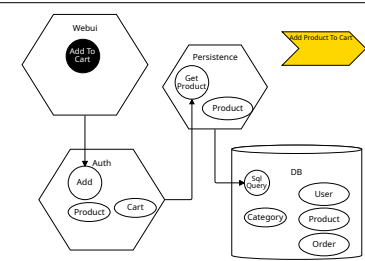 Webui
Add To
Cart
Persistence
Get
Product
Product
Add Product To Cart
Auth
Add
Product
Cart
DB
Sql
Query
User
Category
Product
Order